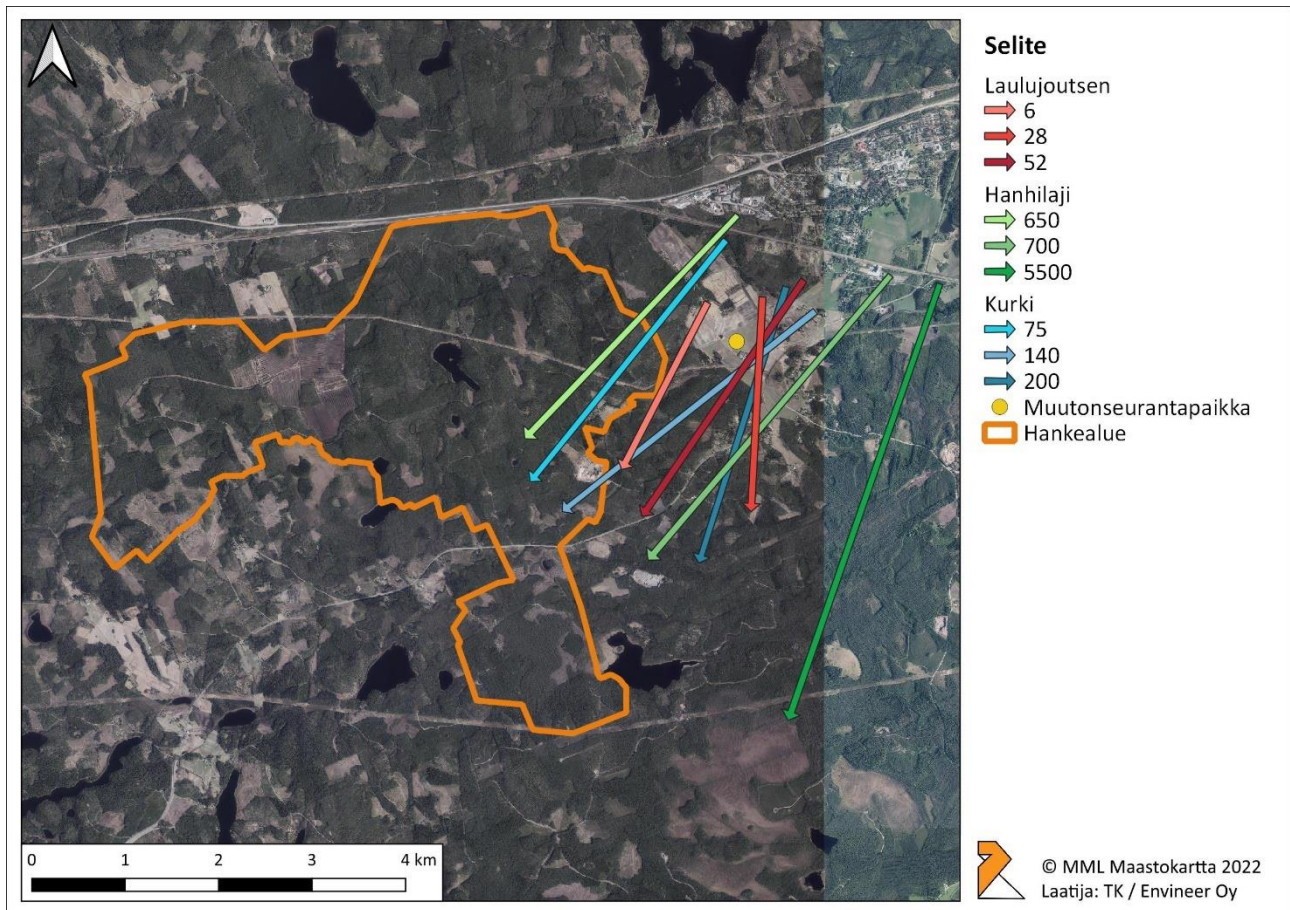 Selite
Laulujoutsen
6
28
52
Hanhilaji
650
700
5500
Kurki
75
140
200
Muutonseurantapaikka
Hankealue
0 1 2 3 4 km
© MML Maastokartta 2022
Laatija: TK / Envineer Oy